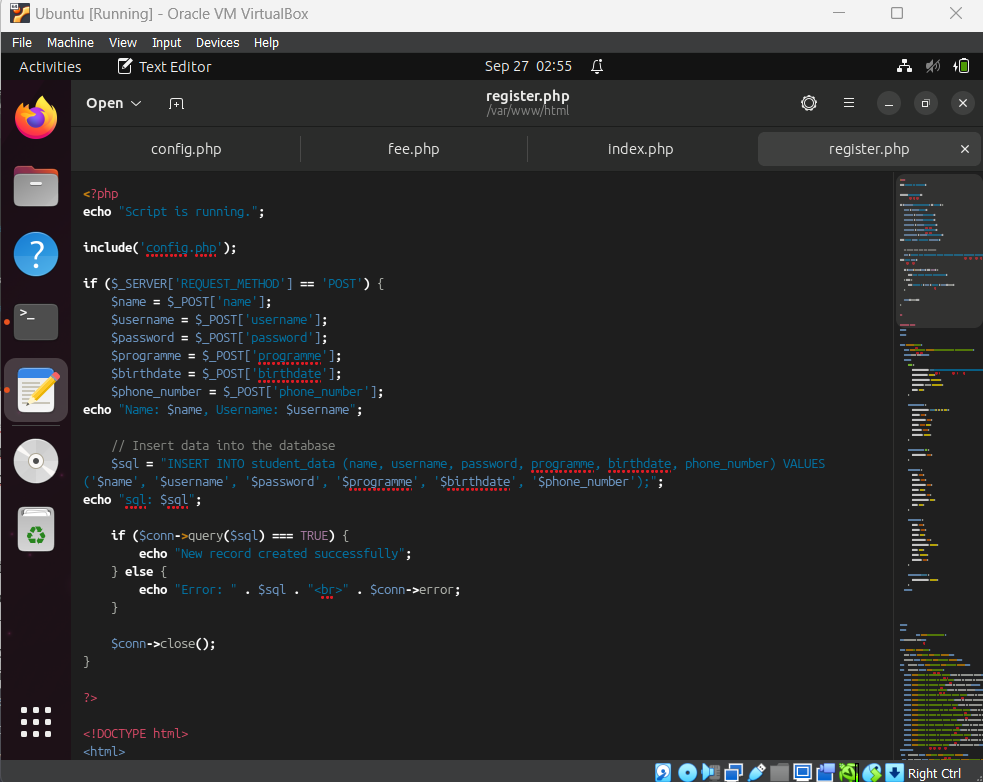 Ubuntu [Running] - Oracle VM VirtualBox
File Machine View Input Devices Help
Activities Text Editor Sep 27 02:55
Open register.php
/var/www/html
config.php fee.php index.php register.php
<?php
echo "Script is running.";
include('config.php');
if ($_SERVER['REQUEST_METHOD'] == 'POST') {
    $name = $_POST['name'];
    $username = $_POST['username'];
    $password = $_POST['password'];
    $programme = $_POST['programme'];
    $birthdate = $_POST['birthdate'];
    $phone_number = $_POST['phone_number'];
echo "Name: $name, Username: $username";
    // Insert data into the database
    $sql = "INSERT INTO student_data (name, username, password, programme, birthdate, phone_number) VALUES
('$name', '$username', '$password', '$programme', '$birthdate', '$phone_number');";
echo "sql: $sql";
    if ($conn->query($sql) === TRUE) {
        echo "New record created successfully";
    } else {
        echo "Error: " . $sql . "<br>" . $conn->error;
    }
    $conn->close();
}
?>
<!DOCTYPE html>
<html>
Right Ctrl